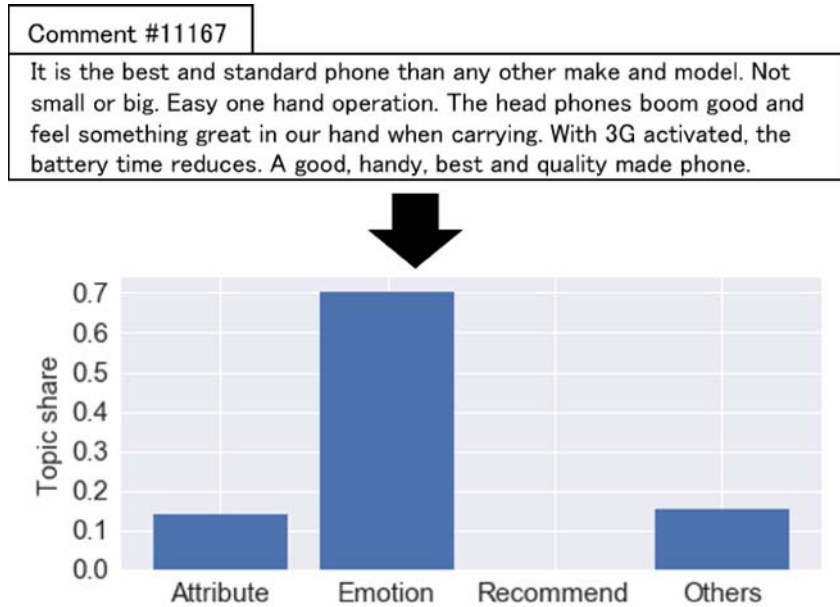 Comment #11167
It is the best and standard phone than any other make and model. Not
small or big. Easy one hand operation. The head phones boom good and
feel something great in our hand when carrying. With 3G activated, the
battery time reduces. A good, handy, best and quality made phone.
Topic share
0.7
0.6
0.5
0.4
0.3
0.2
0.1
0.0
Attribute Emotion Recommend Others